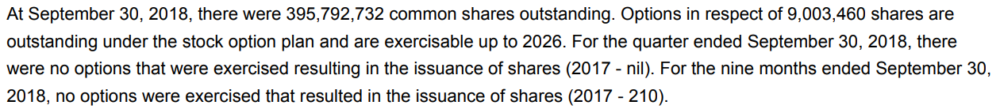 At September 30, 2018, there were 395,792,732 common shares outstanding. Options in respect of 9,003,460 shares are
outstanding under the stock option plan and are exercisable up to 2026. For the quarter ended September 30, 2018, there
were no options that were exercised resulting in the issuance of shares (2017 - nil). For the nine months ended September 30,
2018, no options were exercised that resulted in the issuance of shares (2017 - 210).